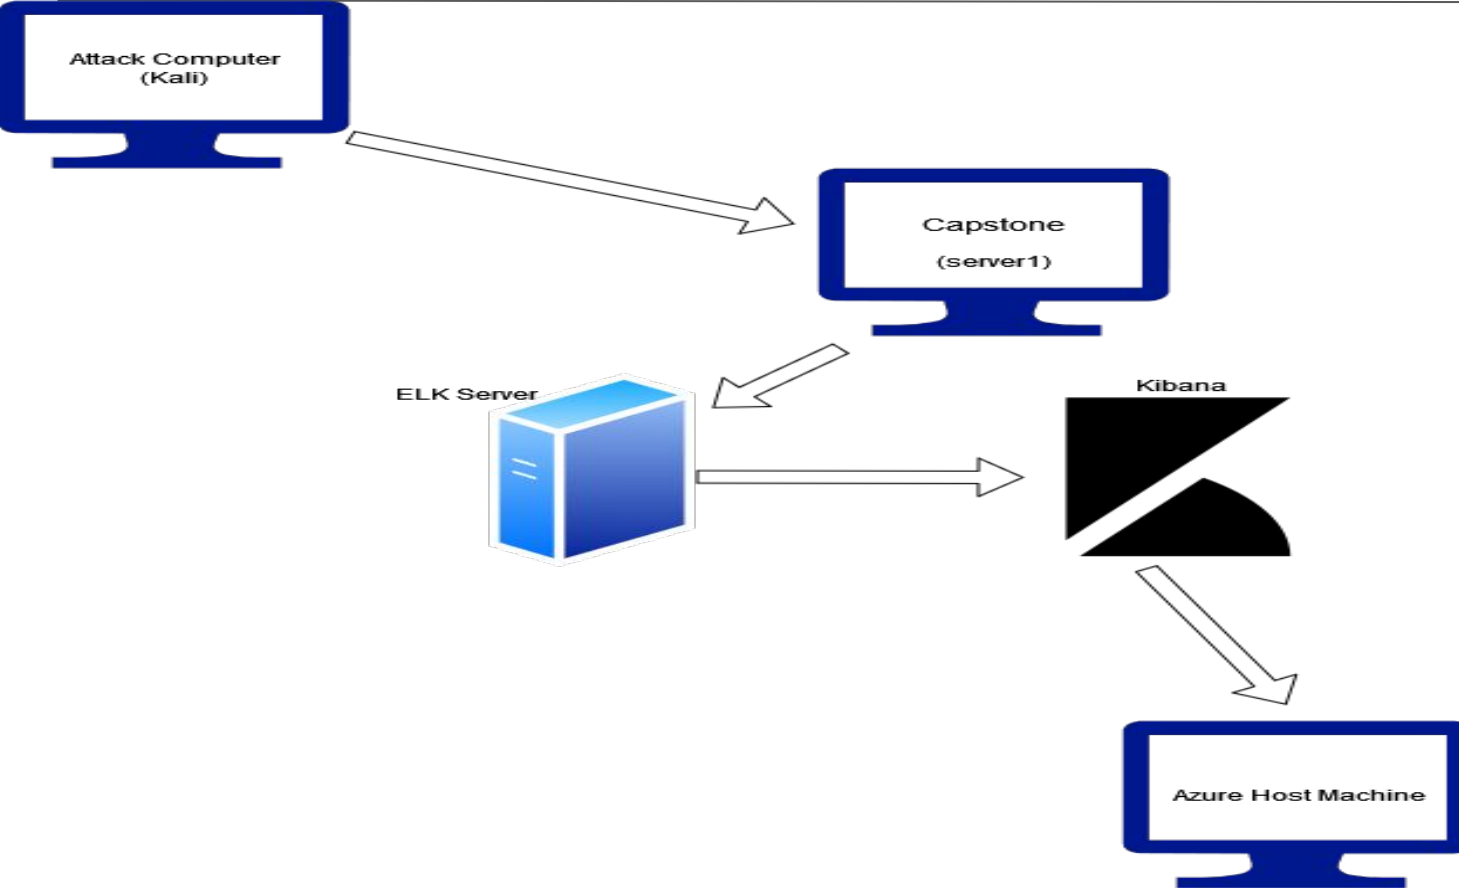 Attack Computer
(Kali)
Capstone
(server1)
ELK Server
Kibana
Azure Host Machine